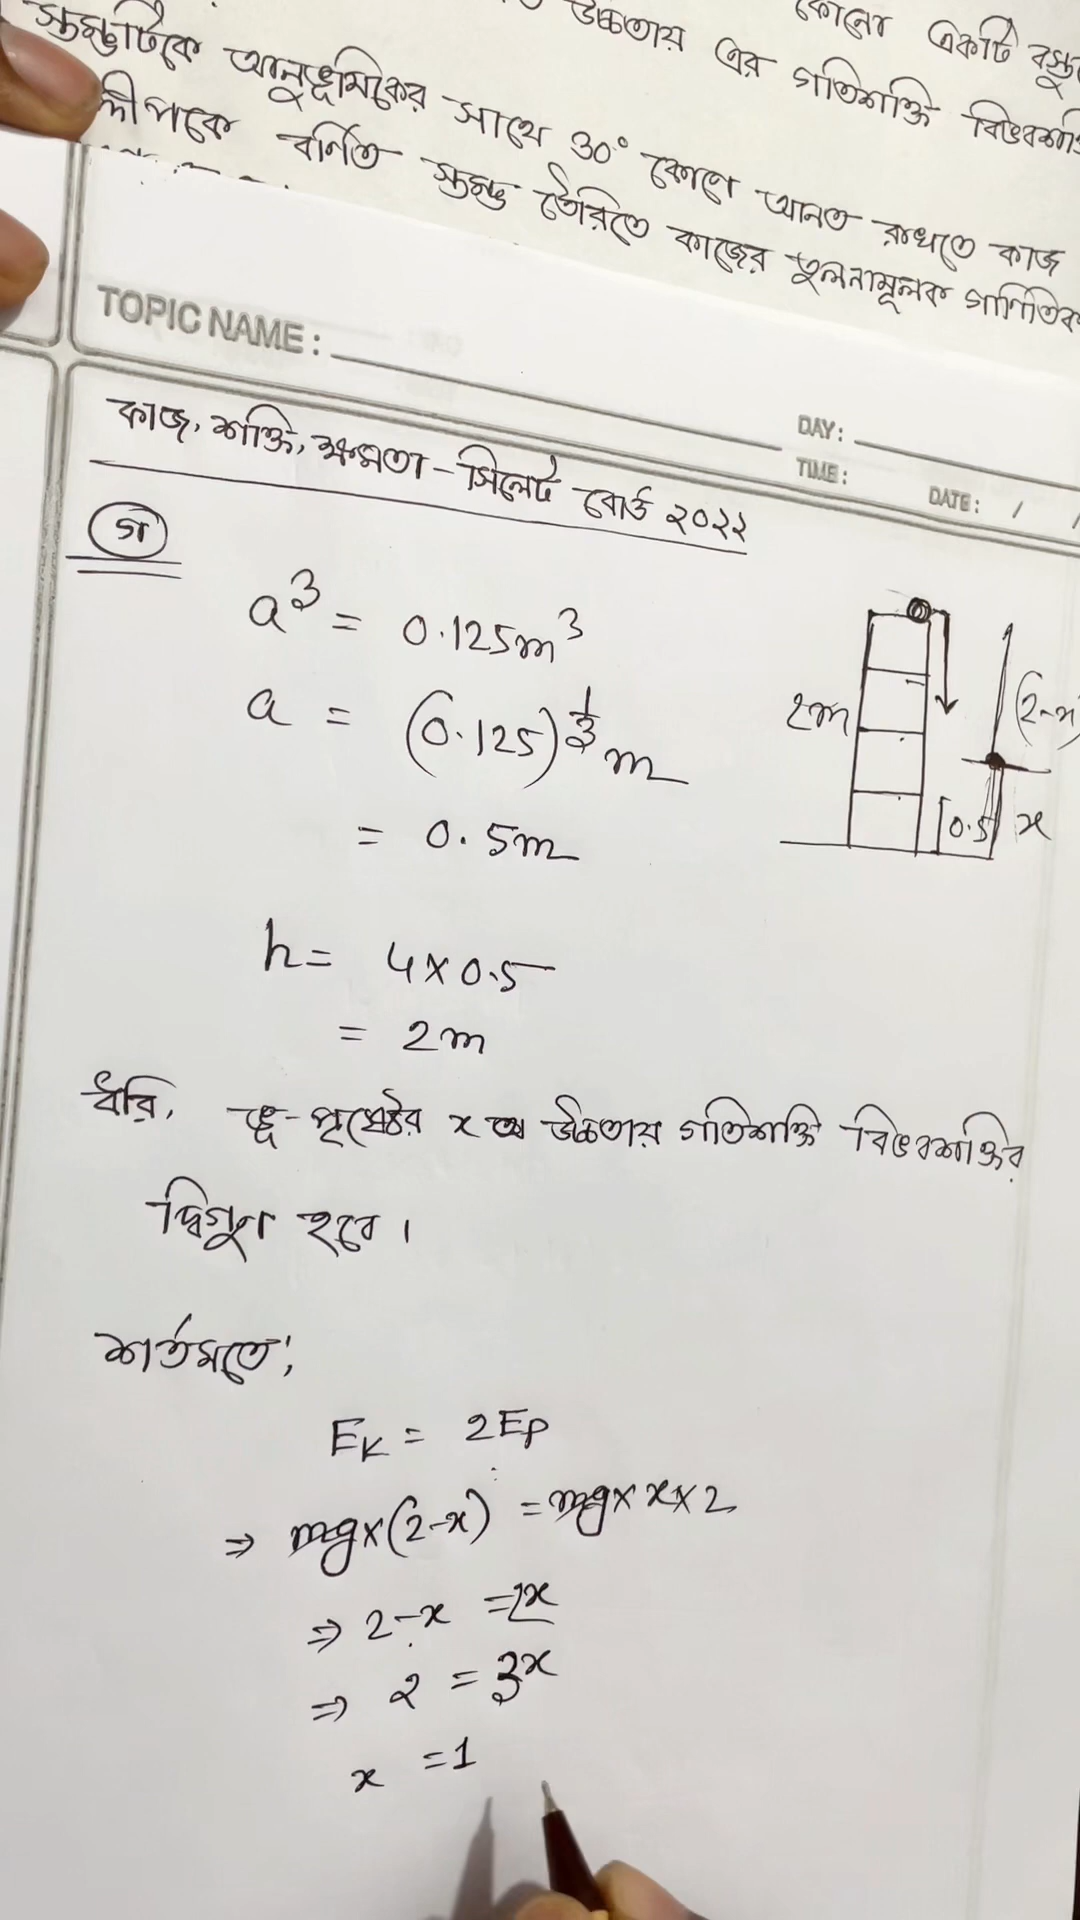 কোনো একটি বস্তু
উচ্চতায় এর গতিশক্তি
স্তম্ভটিকে আনুভূমিকের সাথে 30° কোণে আনত রাখতে কাজ
বর্ণিত স্তম্ভ তৈরিতে কাজের তুলনামূলক
TOPIC NAME :
DAY :
TIME :
DATE : / /
কাজ, শক্তি, ক্ষমতা – সিলেট বোর্ড ২০২২
গ
a³ = 0.125m³
a = (0.125)^⅓ m
= 0.5m
2m
(2-x)
0.5
x
h = 4×0.5
= 2m
ধরি, ভূ-পৃষ্ঠের x উচ্চতায় গতিশক্তি বিভবশক্তির
দ্বিগুণ হবে।
শর্তমতে,
Eₖ = 2Eₚ
⇒ mg×(2-x) = mg×x×2
⇒ 2-x = 2x
⇒ 2 = 3x
x = 1